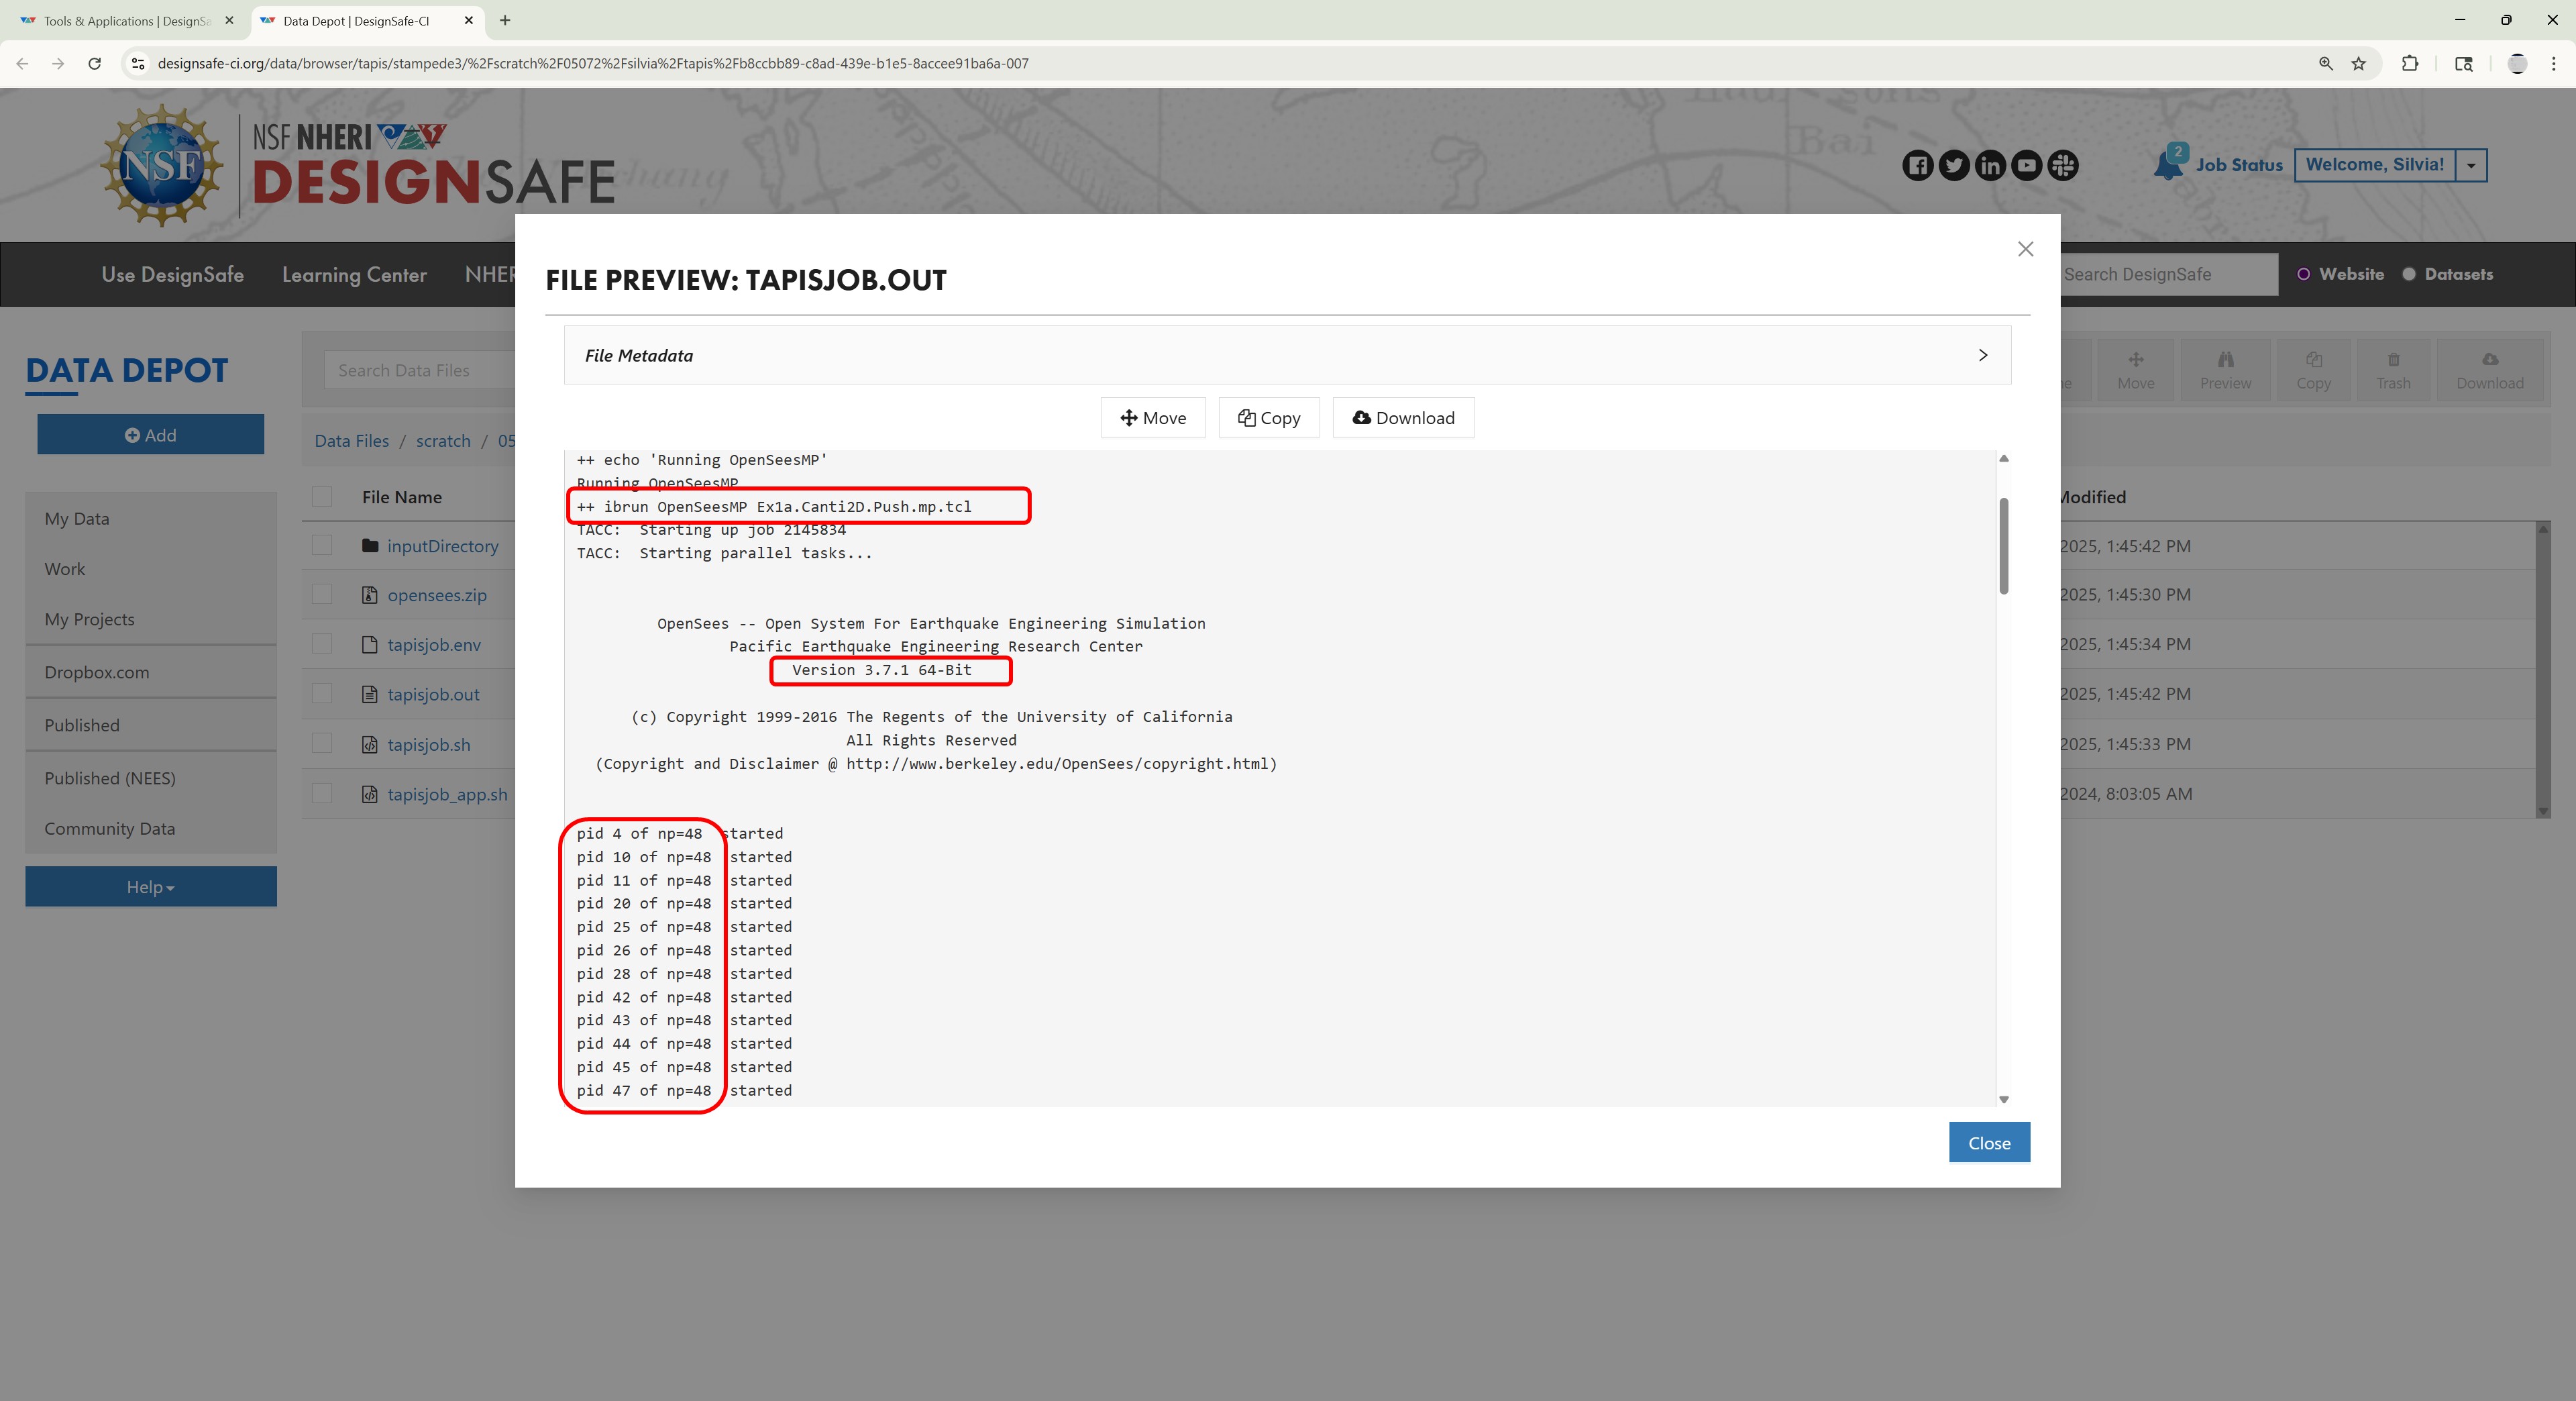 Tools & Applications | DesignSa
Data Depot | DesignSafe-CI
designsafe-ci.org/data/browser/tapis/stampede3/%2Fscratch%2F05072%2Fsilvia%2Ftapis%2Fb8ccbb89-c8ad-439e-b1e5-8accee91ba6a-007
NSF
NSF NHERI
DESIGNSAFE
2
Job Status
Welcome, Silvia!
Use DesignSafe
Learning Center
NHER
Search DesignSafe
Website
Datasets
FILE PREVIEW: TAPISJOB.OUT
File Metadata
Move
Copy
Download
++ echo 'Running OpenSeesMP'
Running OpenSeesMP
++ ibrun OpenSeesMP Ex1a.Canti2D.Push.mp.tcl
TACC:  Starting up job 2145834
TACC:  Starting parallel tasks...
OpenSees -- Open System For Earthquake Engineering Simulation
Pacific Earthquake Engineering Research Center
Version 3.7.1 64-Bit
(c) Copyright 1999-2016 The Regents of the University of California
All Rights Reserved
(Copyright and Disclaimer @ http://www.berkeley.edu/OpenSees/copyright.html)
pid 4 of np=48  started
pid 10 of np=48  started
pid 11 of np=48  started
pid 20 of np=48  started
pid 25 of np=48  started
pid 26 of np=48  started
pid 28 of np=48  started
pid 42 of np=48  started
pid 43 of np=48  started
pid 44 of np=48  started
pid 45 of np=48  started
pid 47 of np=48  started
Close
DATA DEPOT
Add
My Data
Work
My Projects
Dropbox.com
Published
Published (NEES)
Community Data
Help
Search Data Files
Data Files / scratch / 05
Move
Preview
Copy
Trash
Download
File Name
Modified
inputDirectory
2025, 1:45:42 PM
opensees.zip
2025, 1:45:30 PM
tapisjob.env
2025, 1:45:34 PM
tapisjob.out
2025, 1:45:42 PM
tapisjob.sh
2025, 1:45:33 PM
tapisjob_app.sh
2024, 8:03:05 AM